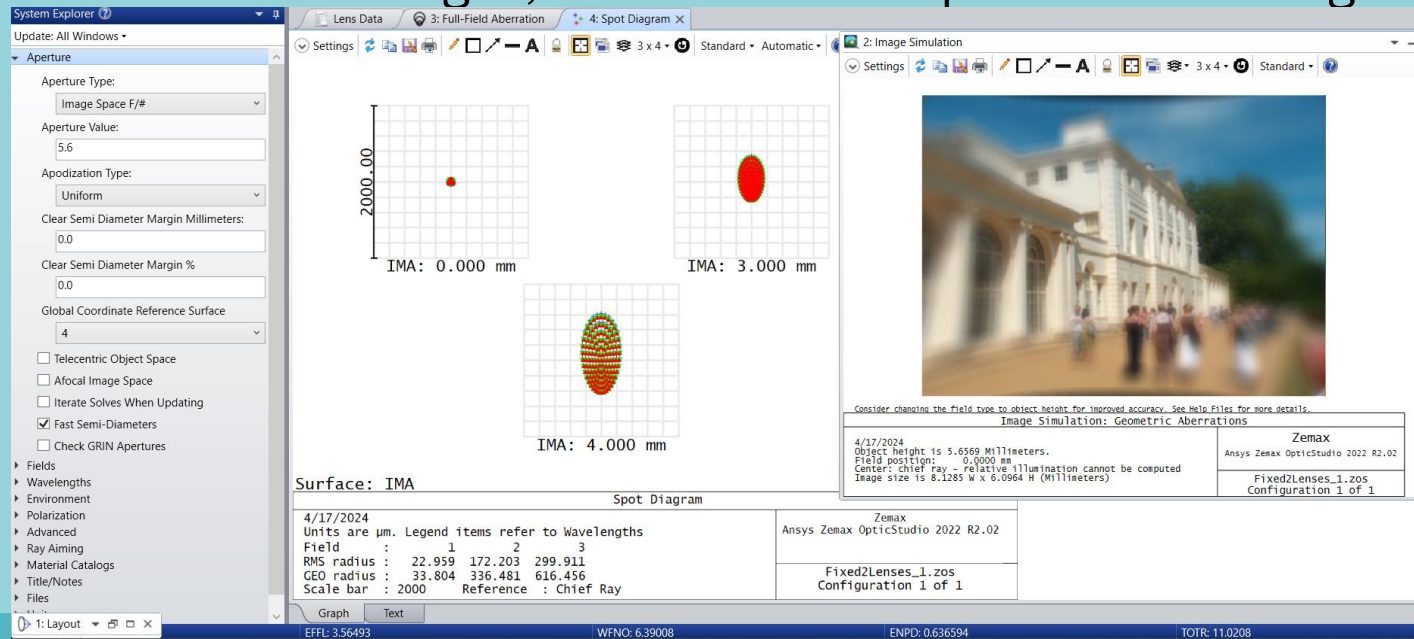 System Explorer
Update: All Windows
Aperture
Aperture Type:
Image Space F/#
Aperture Value:
5.6
Apodization Type:
Uniform
Clear Semi Diameter Margin Millimeters:
0.0
Clear Semi Diameter Margin %
0.0
Global Coordinate Reference Surface
4
Telecentric Object Space
Afocal Image Space
Iterate Solves When Updating
Fast Semi-Diameters
Check GRIN Apertures
Fields
Wavelengths
Environment
Polarization
Advanced
Ray Aiming
Material Catalogs
Title/Notes
Files
1: Layout
Lens Data
3: Full-Field Aberration
4: Spot Diagram
Settings
3 x 4
Standard
Automatic
2000.00
IMA: 0.000 mm
IMA: 3.000 mm
IMA: 4.000 mm
Surface: IMA
Spot Diagram
4/17/2024
Units are µm. Legend items refer to Wavelengths
Field : 1 2 3
RMS radius : 22.959 172.203 299.911
GEO radius : 33.804 336.481 616.456
Scale bar : 2000 Reference : Chief Ray
Zemax
Ansys Zemax OpticStudio 2022 R2.02
Fixed2Lenses_1.zos
Configuration 1 of 1
Graph
Text
2: Image Simulation
Settings
3 x 4
Standard
Consider changing the field type to object height for improved accuracy. See Help Files for more details.
Image Simulation: Geometric Aberrations
4/17/2024
Object height is 5.6569 Millimeters.
Field position: 0.0000 mm
Center: chief ray - relative illumination cannot be computed
Image size is 8.1285 W x 6.0964 H (Millimeters)
Zemax
Ansys Zemax OpticStudio 2022 R2.02
Fixed2Lenses_1.zos
Configuration 1 of 1
EFFL: 3.56493
WFNO: 6.39008
ENPD: 0.636594
TOTR: 11.0208